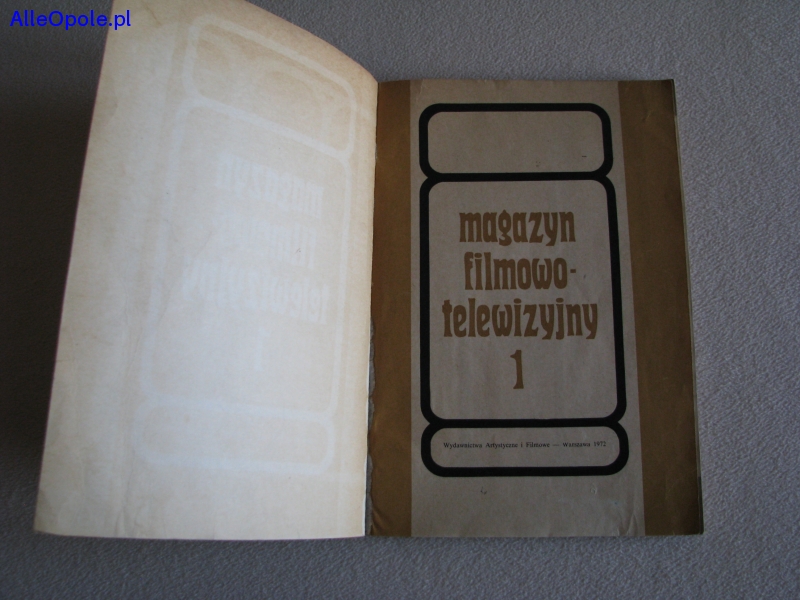 AlleOpole.pl
magazyn
filmowo-
telewizyjny
1
Wydawnictwa Artystyczne i Filmowe — Warszawa 1972